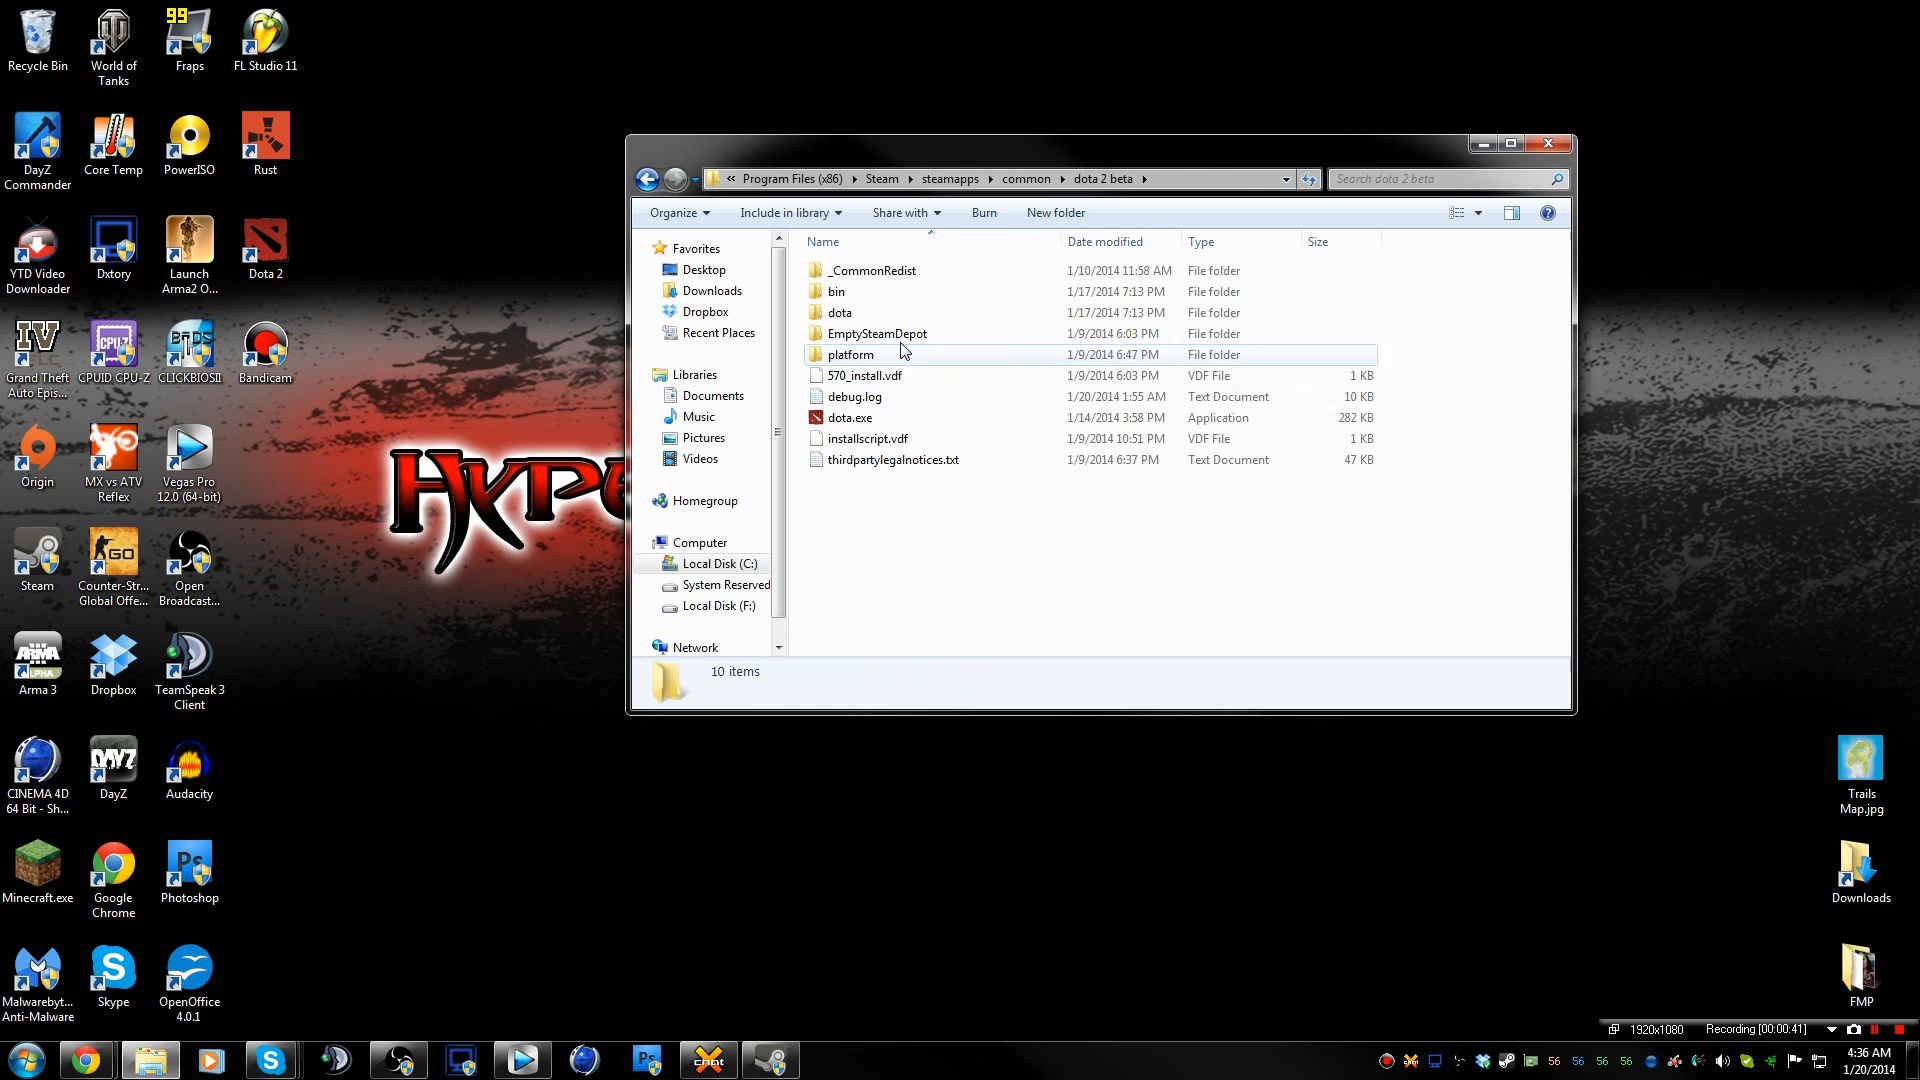 99
Recycle Bin
World of
Tanks
Fraps
FL Studio 11
DayZ
Commander
Core Temp
PowerISO
Rust
YTD Video
Downloader
Dxtory
Launch
Arma2 O...
Dota 2
IV
Grand Theft
Auto Epis...
CPUID CPU-Z
CLICKBIOSII
Bandicam
Origin
MX vs ATV
Reflex
Vegas Pro
12.0 (64-bit)
Steam
GO
Counter-Str...
Global Offe...
Open
Broadcast...
ARMA
ALPHA
Arma 3
Dropbox
TeamSpeak 3
Client
CINEMA 4D
64 Bit - Sh...
DAYZ
DayZ
Audacity
Minecraft.exe
Google
Chrome
Ps
Photoshop
Malwarebyt...
Anti-Malware
Skype
OpenOffice
4.0.1
HYPE
« Program Files (x86) Steam steamapps common dota 2 beta
Search dota 2 beta
Organize Include in library Share with Burn New folder
Favorites
Desktop
Downloads
Dropbox
Recent Places
Libraries
Documents
Music
Pictures
Videos
Homegroup
Computer
Local Disk (C:)
System Reserved
Local Disk (F:)
Network
Name Date modified Type Size
_CommonRedist 1/10/2014 11:58 AM File folder
bin 1/17/2014 7:13 PM File folder
dota 1/17/2014 7:13 PM File folder
EmptySteamDepot 1/9/2014 6:03 PM File folder
platform 1/9/2014 6:47 PM File folder
570_install.vdf 1/9/2014 6:03 PM VDF File 1 KB
debug.log 1/20/2014 1:55 AM Text Document 10 KB
dota.exe 1/14/2014 3:58 PM Application 282 KB
installscript.vdf 1/9/2014 10:51 PM VDF File 1 KB
thirdpartylegalnotices.txt 1/9/2014 6:37 PM Text Document 47 KB
10 items
Trails
Map.jpg
Downloads
FMP
1920x1080 Recording [00:00:41]
56 56 56 56
4:36 AM
1/20/2014